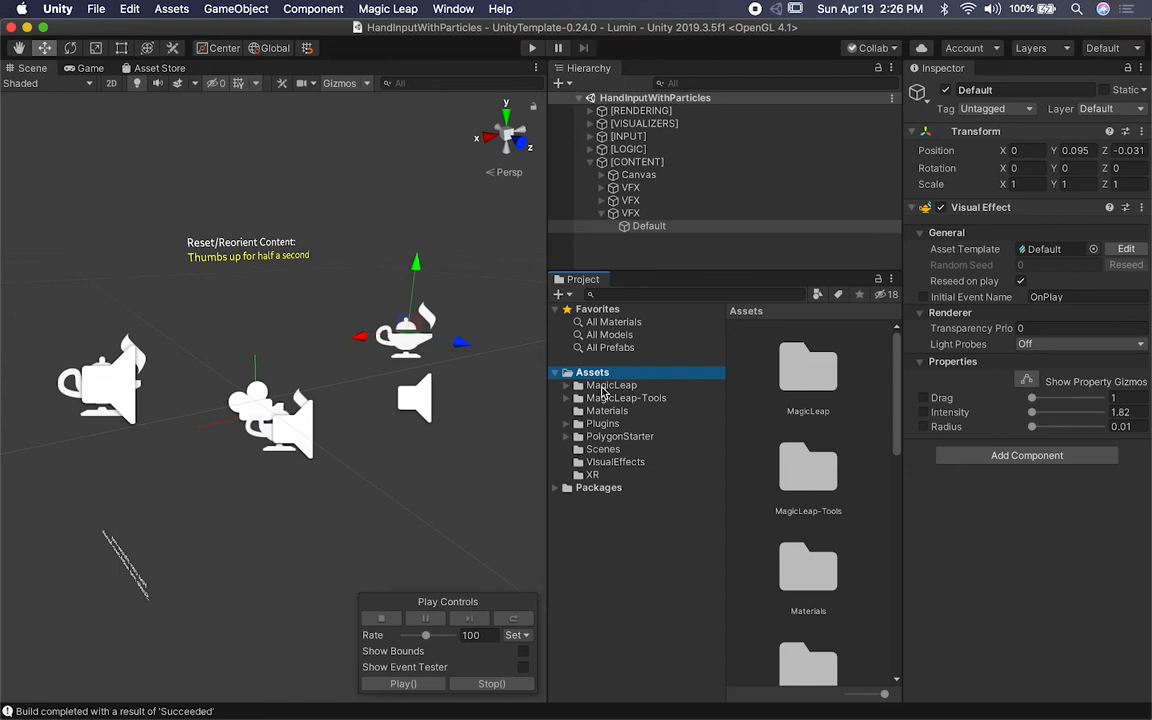 Unity File Edit Assets GameObject Component Magic Leap Window Help Sun Apr 19 2:26 PM 100%
HandInputWithParticles - UnityTemplate-0.24.0 - Lumin - Unity 2019.3.5f1 <OpenGL 4.1>
Center Global Collab Account Layers Default
Scene Game Asset Store
Shaded 2D 0 Gizmos All
y
x
z
Persp
Reset/Reorient Content:
Thumbs up for half a second
Play Controls
Rate 100 Set
Show Bounds
Show Event Tester
Play() Stop()
Hierarchy
All
HandInputWithParticles
[RENDERING]
[VISUALIZERS]
[INPUT]
[LOGIC]
[CONTENT]
Canvas
VFX
VFX
VFX
Default
Project
18
Favorites
All Materials
All Models
All Prefabs
Assets
MagicLeap
MagicLeap-Tools
Materials
Plugins
PolygonStarter
Scenes
VIsualEffects
XR
Packages
Assets
MagicLeap
MagicLeap-Tools
Materials
Inspector
Default Static
Tag Untagged Layer Default
Transform
Position X 0 Y 0.095 Z -0.031
Rotation X 0 Y 0 Z 0
Scale X 1 Y 1 Z 1
Visual Effect
General
Asset Template Default Edit
Random Seed 0 Reseed
Reseed on play
Initial Event Name OnPlay
Renderer
Transparency Prio 0
Light Probes Off
Properties
Show Property Gizmos
Drag 1
Intensity 1.82
Radius 0.01
Add Component
Build completed with a result of 'Succeeded'